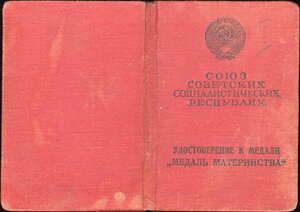 СОЮЗ
СОВЕТСКИХ
СОЦИАЛИСТИЧЕСКИХ
РЕСПУБЛИК
УДОСТОВЕРЕНИЕ К МЕДАЛИ
„МЕДАЛЬ МАТЕРИНСТВА"